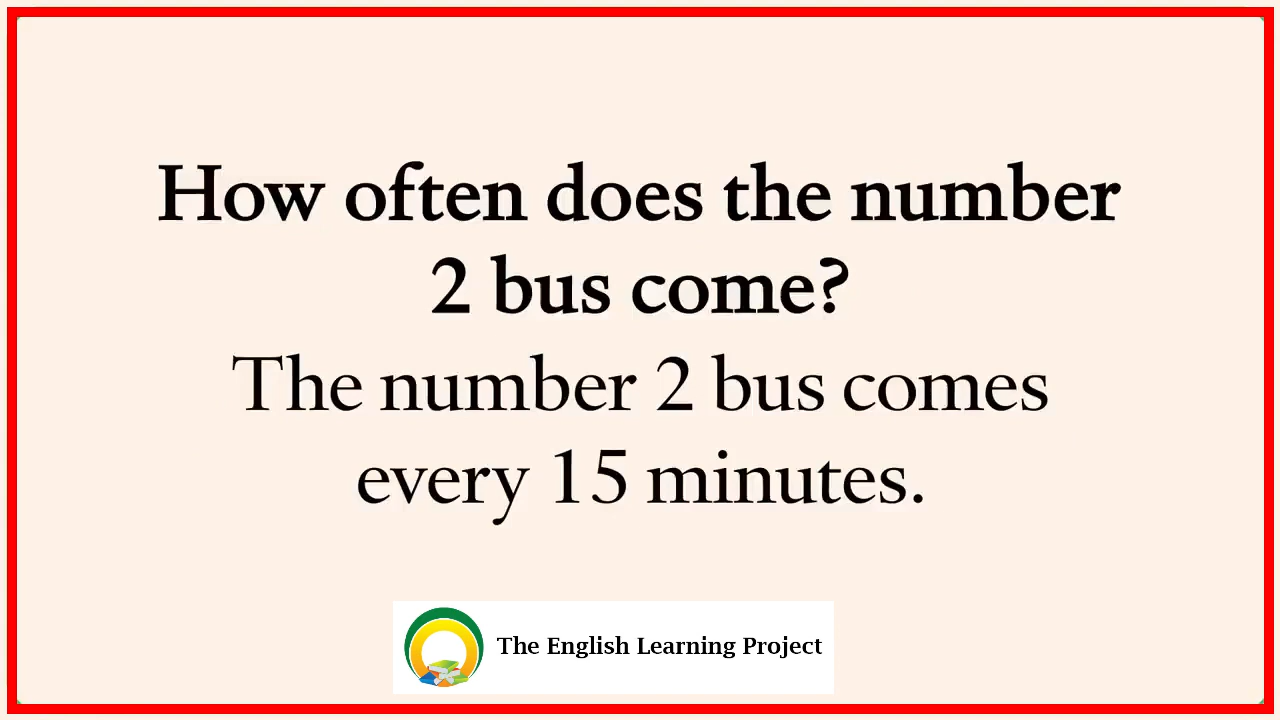 How often does the number
2 bus come?
The number 2 bus comes
every 15 minutes.
The English Learning Project